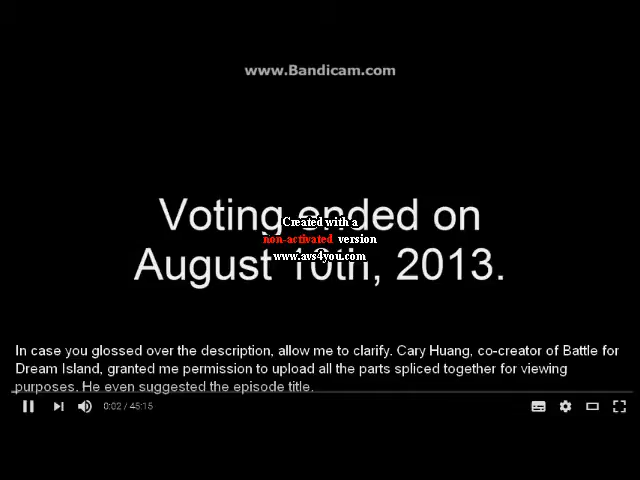 www.Bandicam.com
Voting ended on
Created with a
non-activated version
August 10th, 2013.
www.avs4you.com
In case you glossed over the description, allow me to clarify. Cary Huang, co-creator of Battle for
Dream Island, granted me permission to upload all the parts spliced together for viewing
purposes. He even suggested the episode title.
0:02 / 45:15